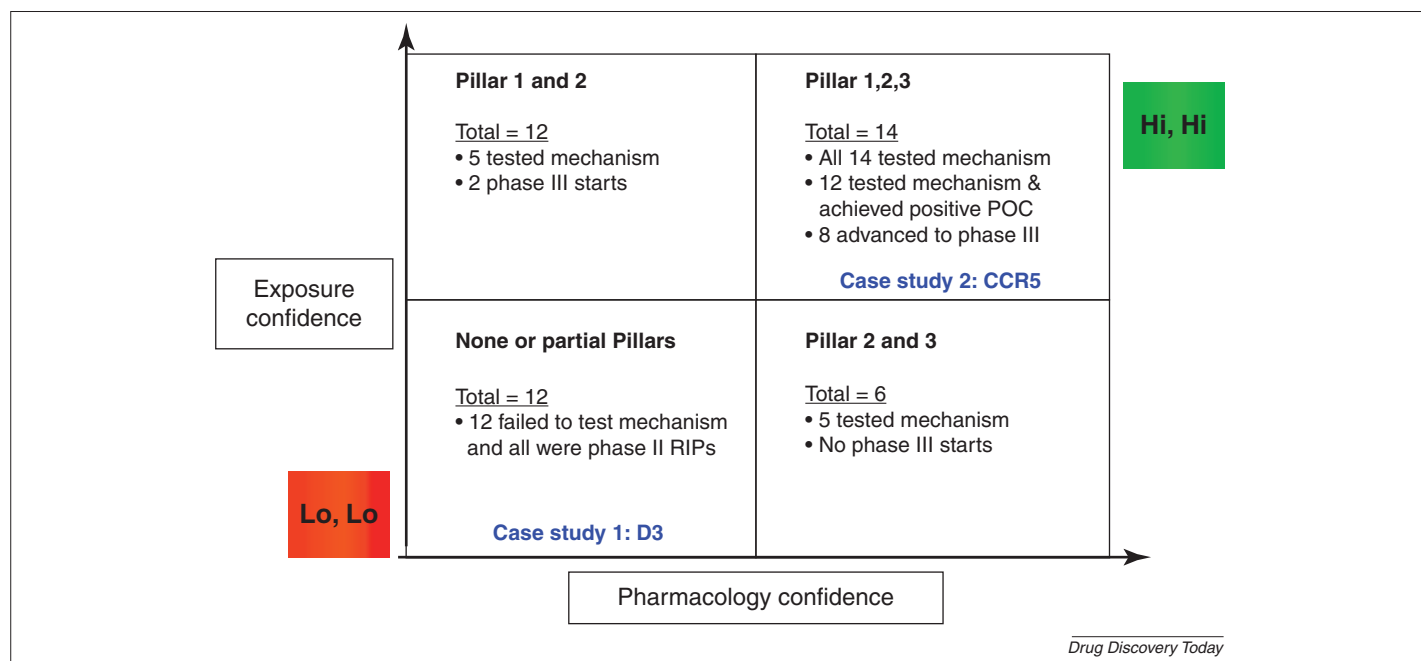 Pillar 1 and 2
Total = 12
• 5 tested mechanism
• 2 phase III starts
Pillar 1,2,3
Total = 14
• All 14 tested mechanism
• 12 tested mechanism &
achieved positive POC
• 8 advanced to phase III
Case study 2: CCR5
Hi, Hi
Exposure
confidence
None or partial Pillars
Total = 12
• 12 failed to test mechanism
and all were phase II RIPs
Case study 1: D3
Pillar 2 and 3
Total = 6
• 5 tested mechanism
• No phase III starts
Lo, Lo
Pharmacology confidence
Drug Discovery Today